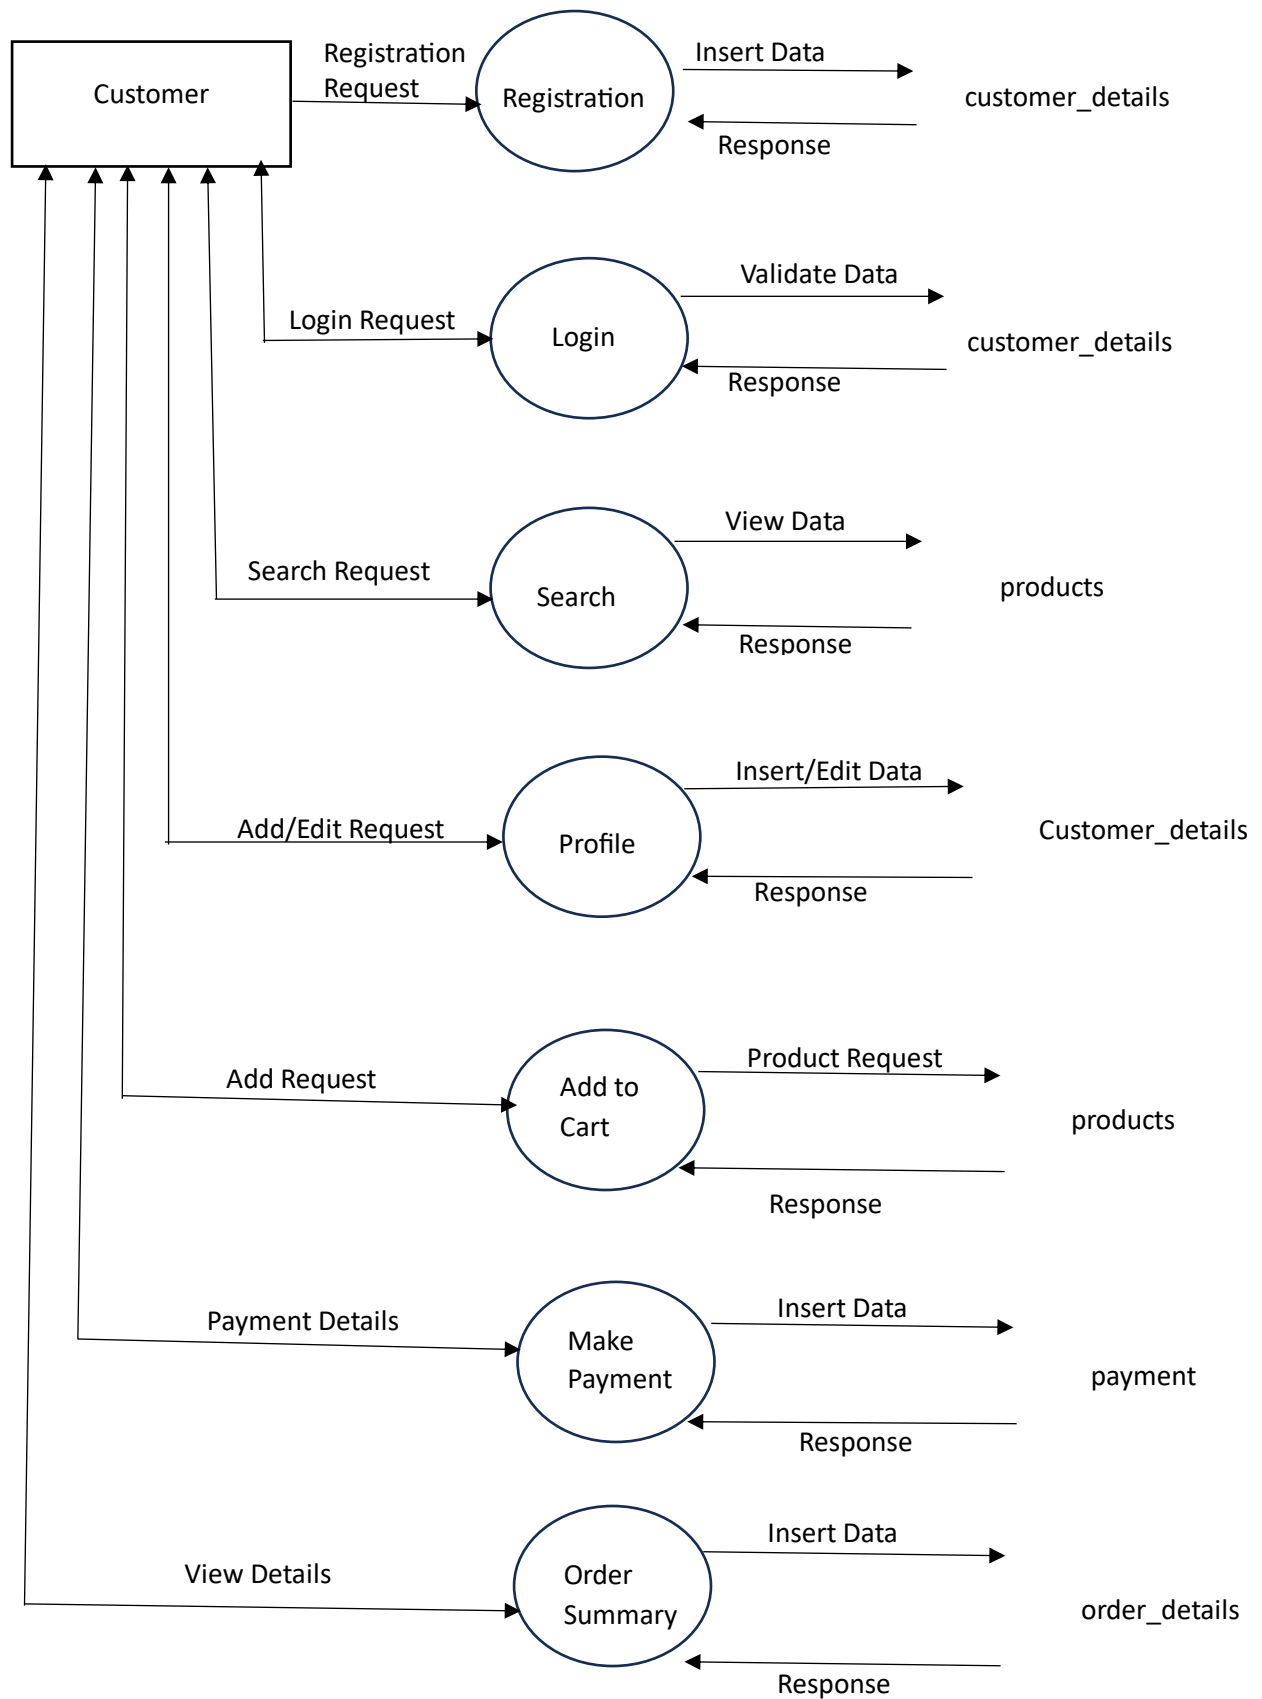 Customer
Registration
Request
Registration
Insert Data
customer_details
Response
Login Request
Login
Validate Data
customer_details
Response
Search Request
Search
View Data
products
Response
Add/Edit Request
Profile
Insert/Edit Data
Customer_details
Response
Add Request
Add to
Cart
Product Request
products
Response
Payment Details
Make
Payment
Insert Data
payment
Response
View Details
Order
Summary
Insert Data
order_details
Response